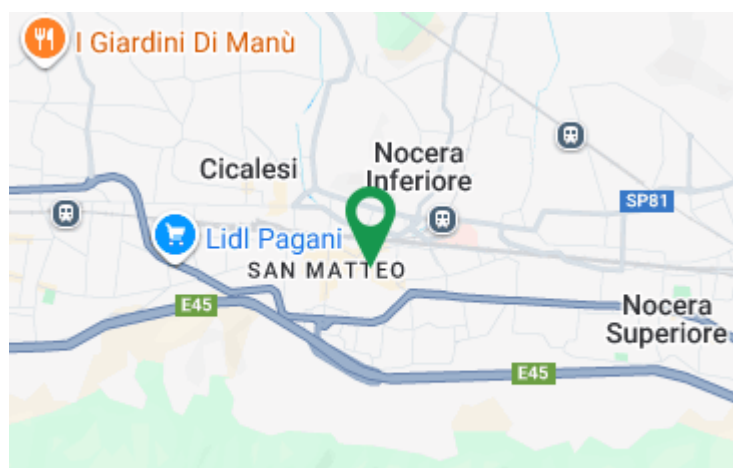 I Giardini Di Manù
Nocera
Inferiore
Cicalesi
SP81
Lidl Pagani
SAN MATTEO
E45
Nocera
Superiore
E45